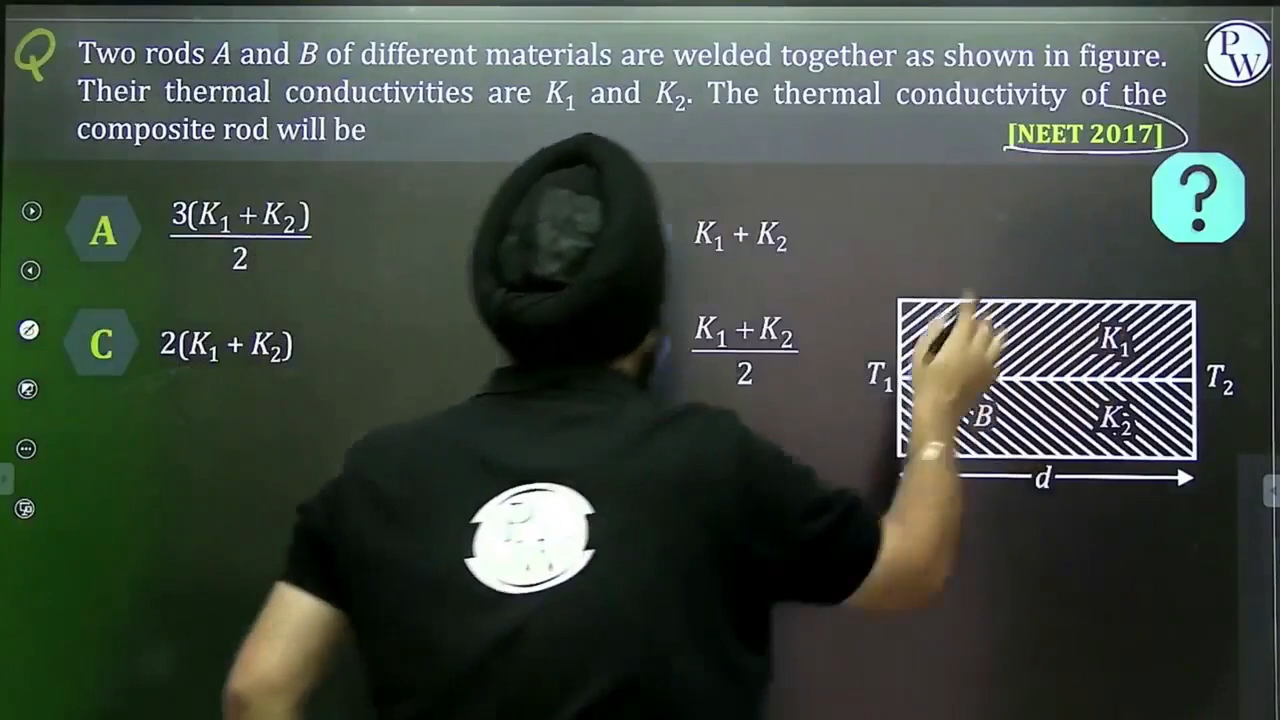 Q Two rods A and B of different materials are welded together as shown in figure.
Their thermal conductivities are K₁ and K₂. The thermal conductivity of the
composite rod will be [NEET 2017]
PW
?
A 3(K₁ + K₂)/2
K₁ + K₂
C 2(K₁ + K₂)
(K₁ + K₂)/2
K₁
T₁ T₂
B K₂
d